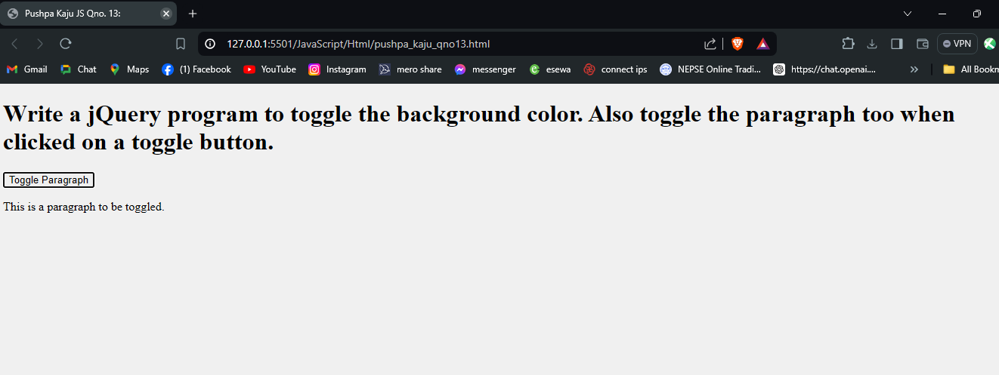 Pushpa Kaju JS Qno. 13:
127.0.0.1:5501/JavaScript/Html/pushpa_kaju_qno13.html
VPN
Gmail Chat Maps (1) Facebook YouTube Instagram mero share messenger esewa connect ips NEPSE Online Tradi... https://chat.openai.... » All Bookm
Write a jQuery program to toggle the background color. Also toggle the paragraph too when
clicked on a toggle button.
Toggle Paragraph
This is a paragraph to be toggled.